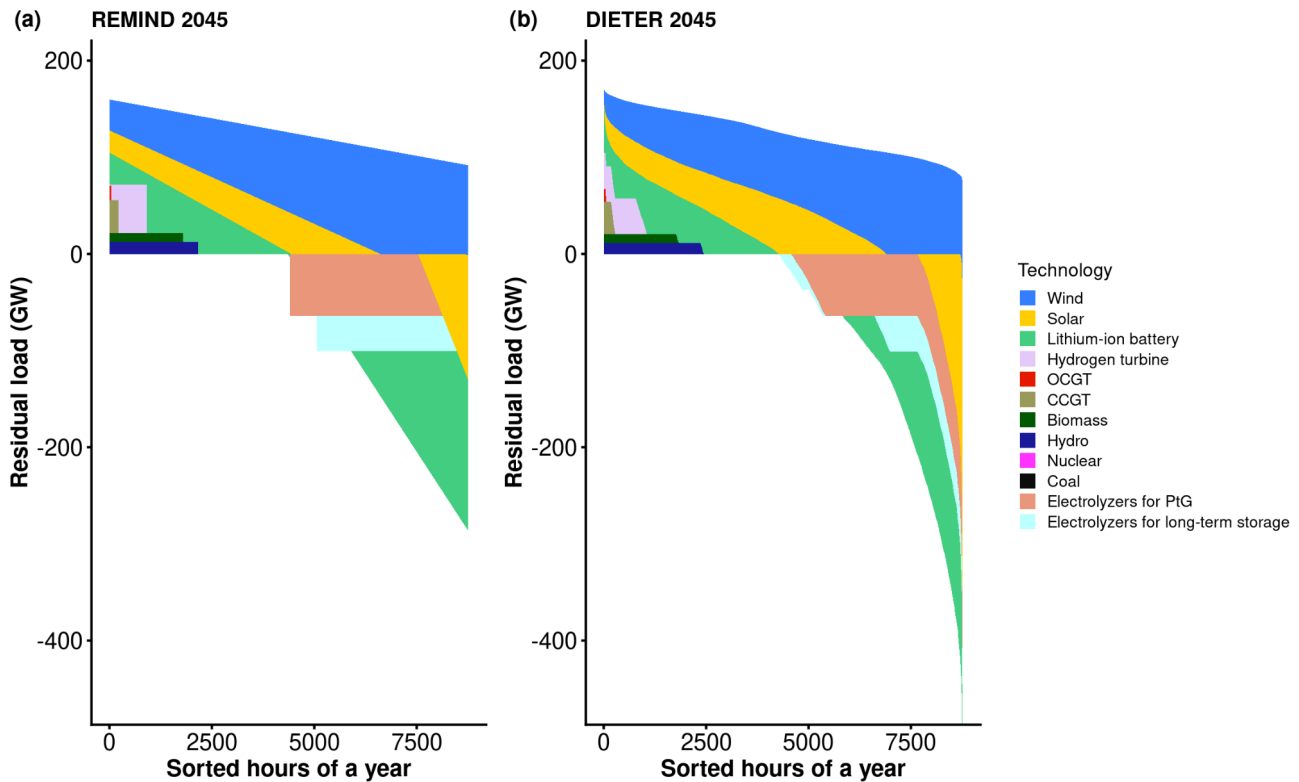 (a) REMIND 2045
200
0
-200
-400
Residual load (GW)
0 2500 5000 7500
Sorted hours of a year
(b) DIETER 2045
200
0
-200
-400
Residual load (GW)
0 2500 5000 7500
Sorted hours of a year
Technology
Wind
Solar
Lithium-ion battery
Hydrogen turbine
OCGT
CCGT
Biomass
Hydro
Nuclear
Coal
Electrolyzers for PtG
Electrolyzers for long-term storage